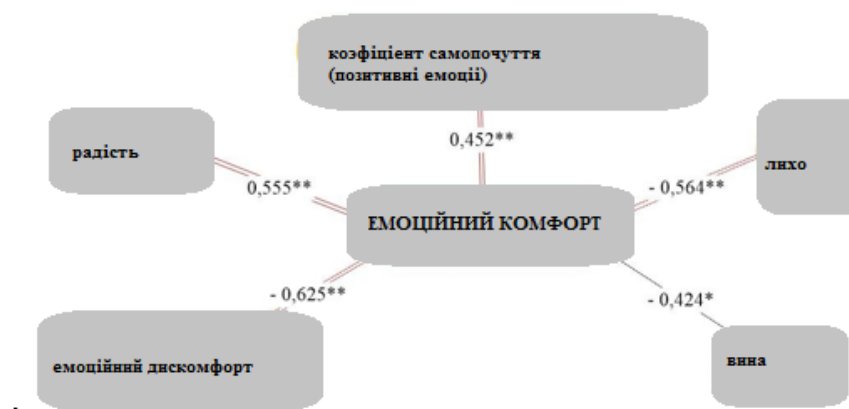 коэфіціент самопочуття
(позитивні емоції)
радість
0,452**
лихо
0,555**
- 0,564**
ЕМОЦІЙНИЙ КОМФОРТ
- 0,625**
- 0,424*
емоційний дискомфорт
вина